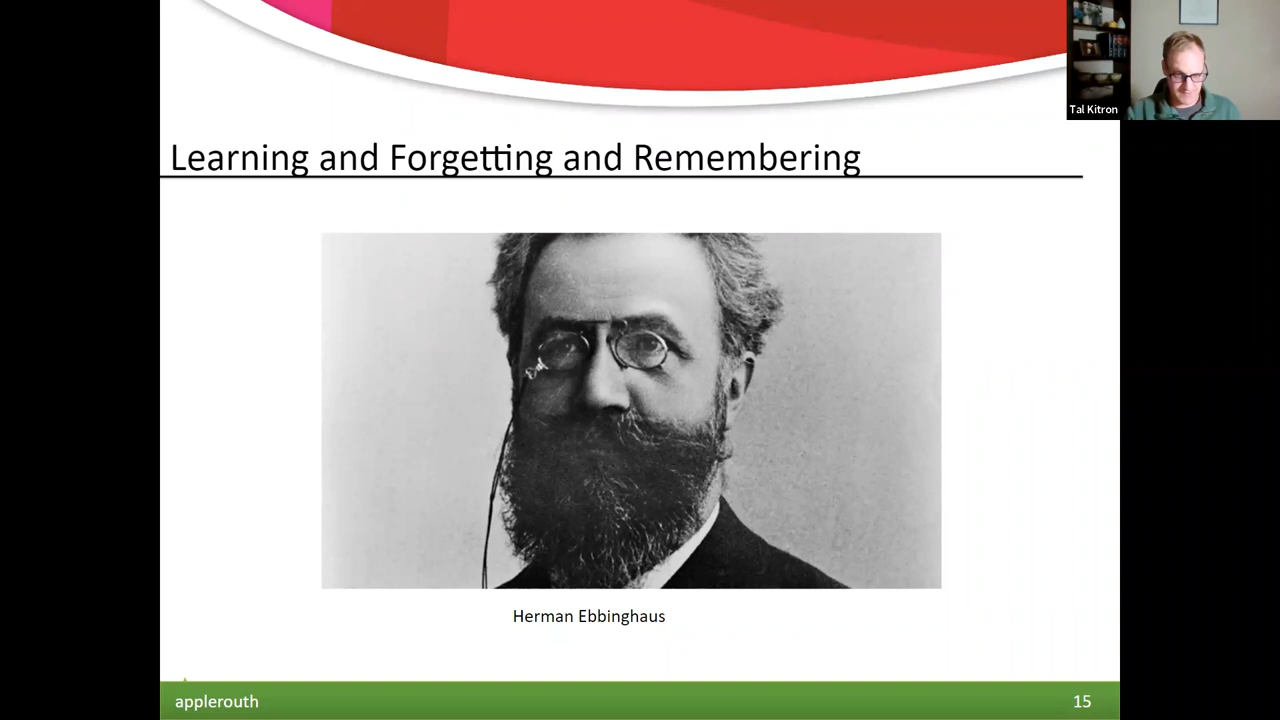 Tal Kitron
Learning and Forgetting and Remembering
Herman Ebbinghaus
applerouth
15